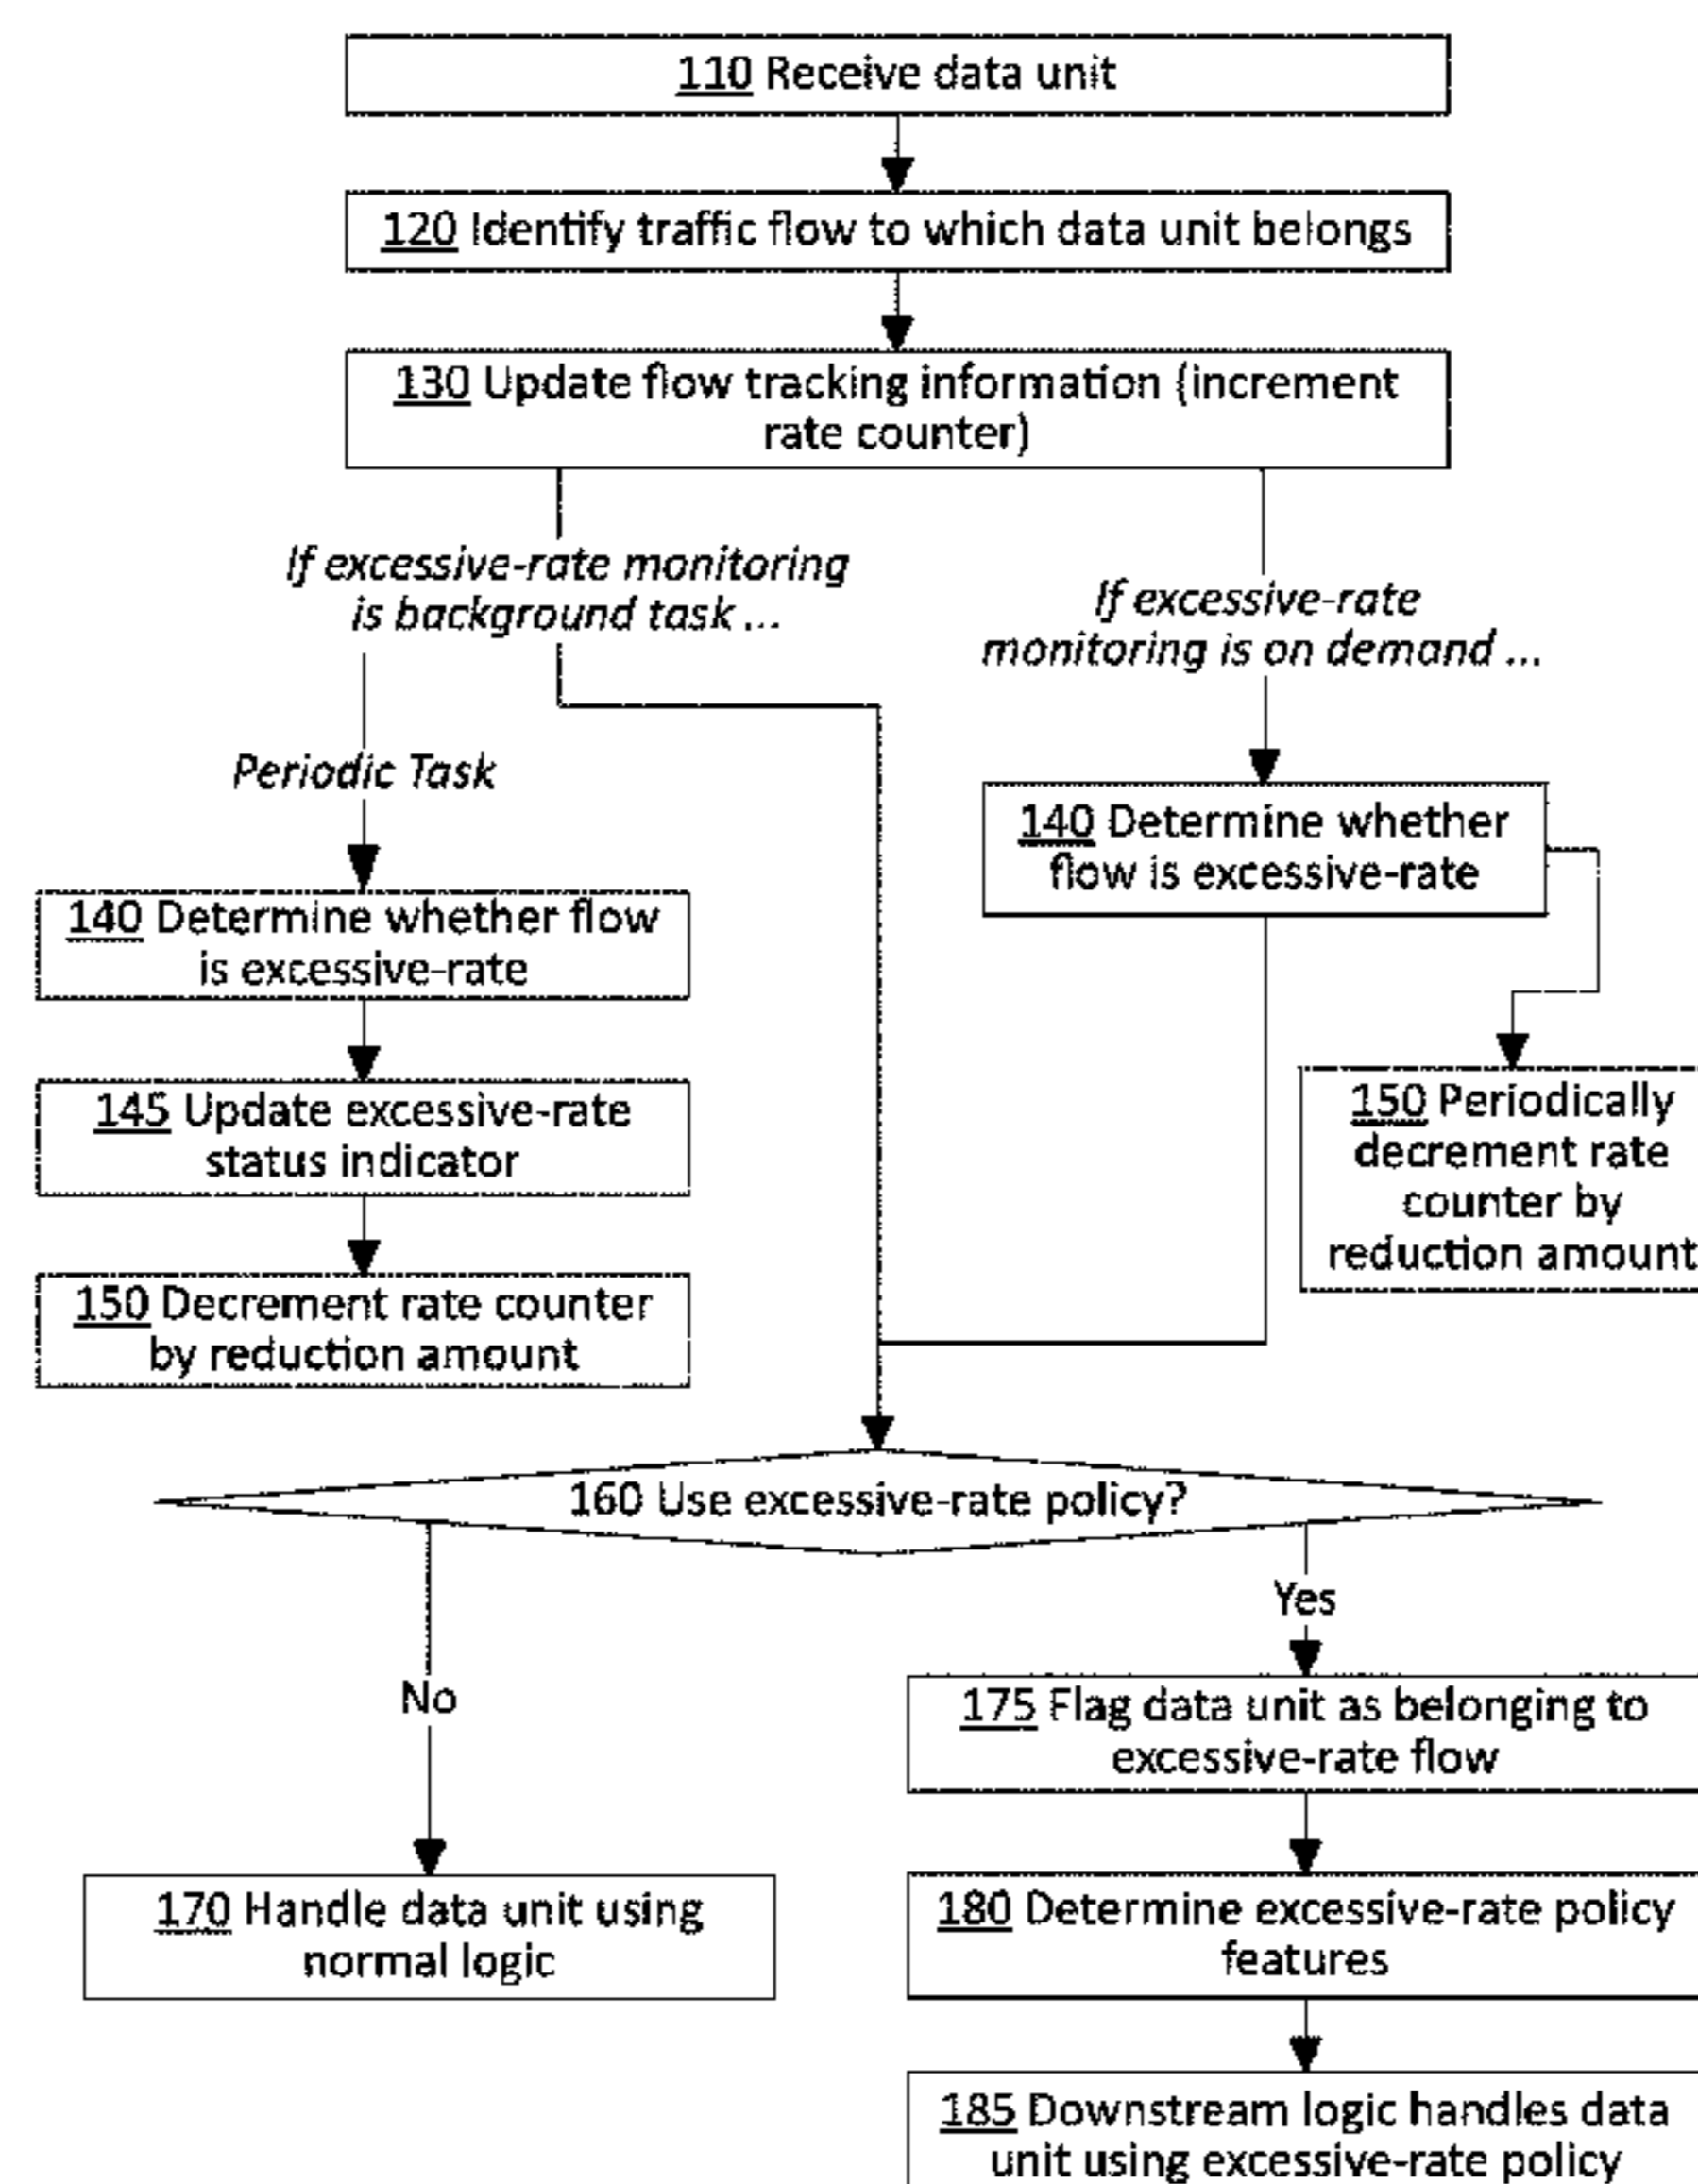 110 Receive data unit
120 Identify traffic flow to which data unit belongs
130 Update flow tracking information (increment
rate counter)
If excessive-rate monitoring
is background task ...
If excessive-rate
monitoring is on demand ...
Periodic Task
140 Determine whether
flow is excessive-rate
140 Determine whether flow
is excessive-rate
145 Update excessive-rate
status indicator
150 Periodically
decrement rate
counter by
reduction amount
150 Decrement rate counter
by reduction amount
160 Use excessive-rate policy?
Yes
No
175 Flag data unit as belonging to
excessive-rate flow
170 Handle data unit using
normal logic
180 Determine excessive-rate policy
features
185 Downstream logic handles data
unit using excessive-rate policy